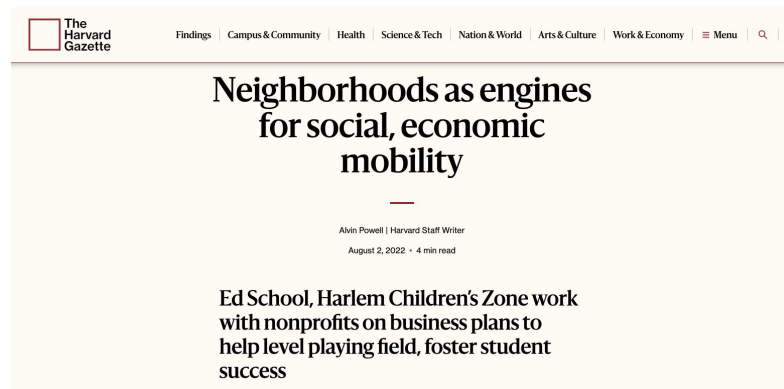 The
Harvard
Gazette
Findings Campus & Community Health Science & Tech Nation & World Arts & Culture Work & Economy Menu
Neighborhoods as engines
for social, economic
mobility
Alvin Powell | Harvard Staff Writer
August 2, 2022 • 4 min read
Ed School, Harlem Children’s Zone work
with nonprofits on business plans to
help level playing field, foster student
success